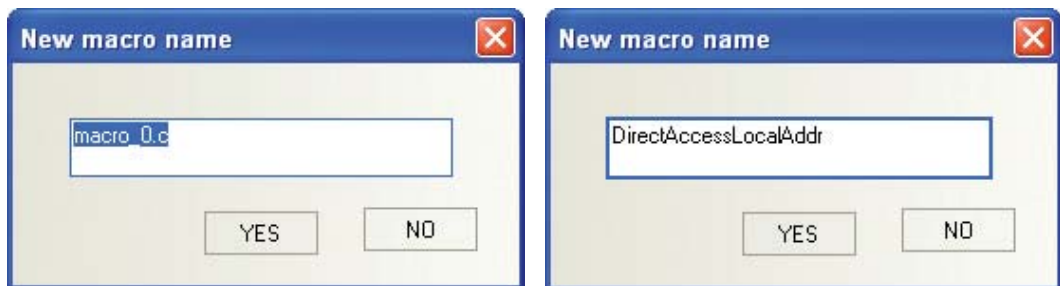 New macro name
macro_0.c
YES NO
New macro name
DirectAccessLocalAddr
YES NO